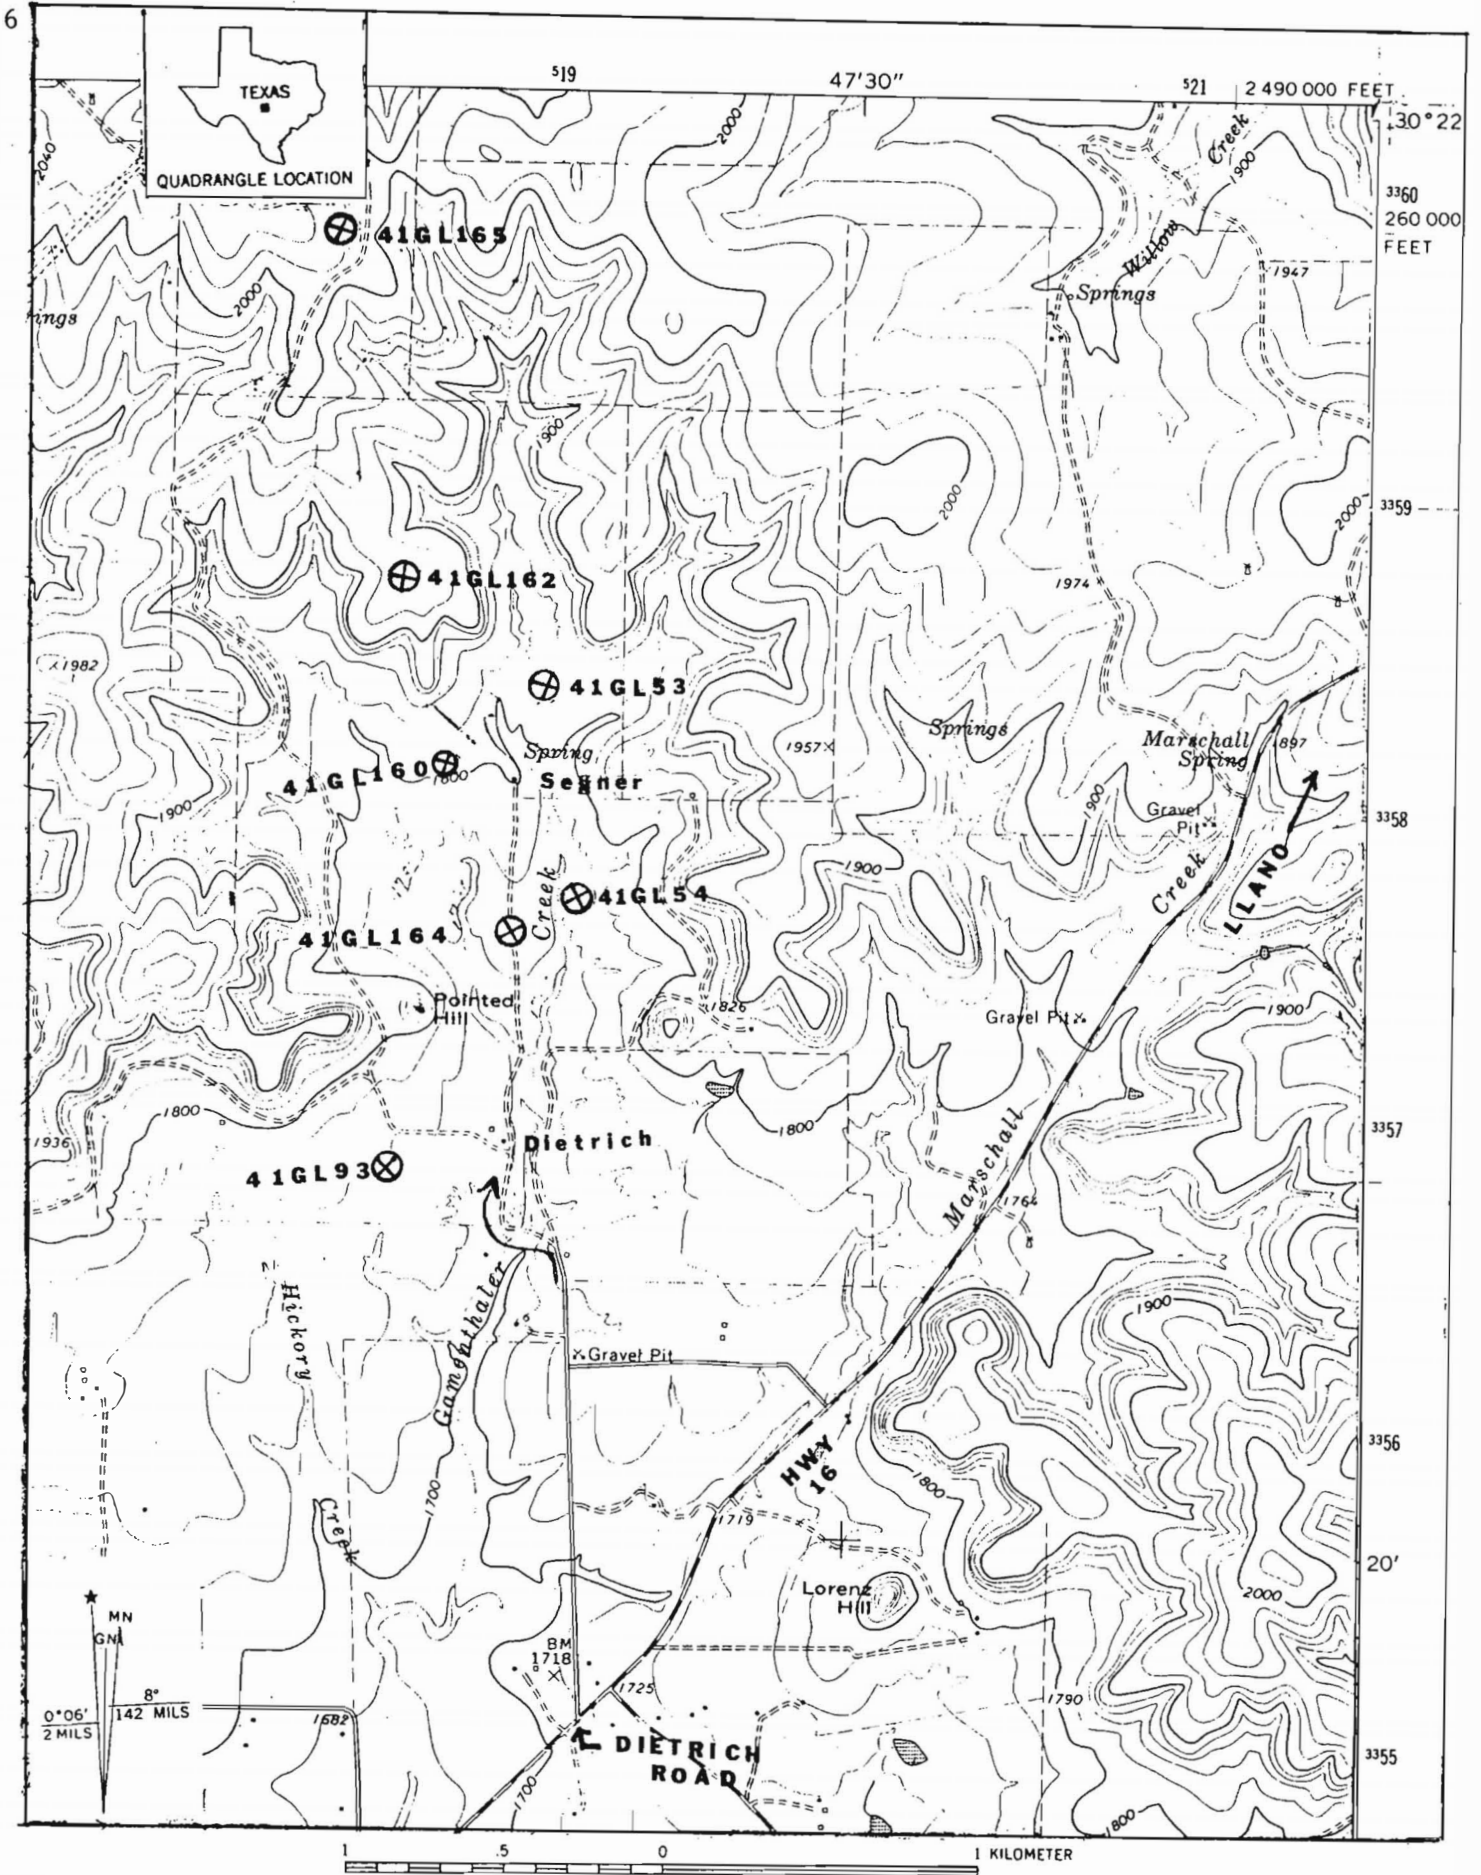 6
TEXAS
QUADRANGLE LOCATION
519
47'30"
521
2 490 000 FEET
30°22
2040
2000
Creek
1900
3360
260 000
FEET
41GL165
Willow
1947
2000
Springs
ings
1900
2000
2000
3359
41GL162
1974
1982
41GL53
Springs
Spring
1957
Marschall
Spring
1897
41GL160
1800
Segner
1900
1900
Gravel
Pit
3358
1900
LLANO
Creek
41GL54
Creek
41GL164
Pointed
Hill
1826
Gravel Pit
1900
1800
1800
3357
1936
Dietrich
41GL93
Marschall
1764
Hickory
Gamenthaler
1900
Gravel Pit
3356
HWY
16
1800
1700
Creek
1719
20'
Lorenz
Hill
2000
MN
GN
BM
1718
1725
1790
8°
142 MILS
0°06'
2 MILS
1682
DIETRICH
ROAD
3355
1700
1800
1 .5 0 1 KILOMETER